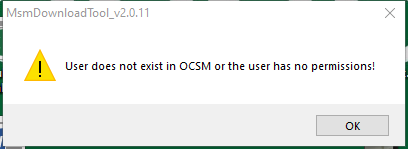 MsmDownloadTool_v2.0.11
User does not exist in OCSM or the user has no permissions!
OK